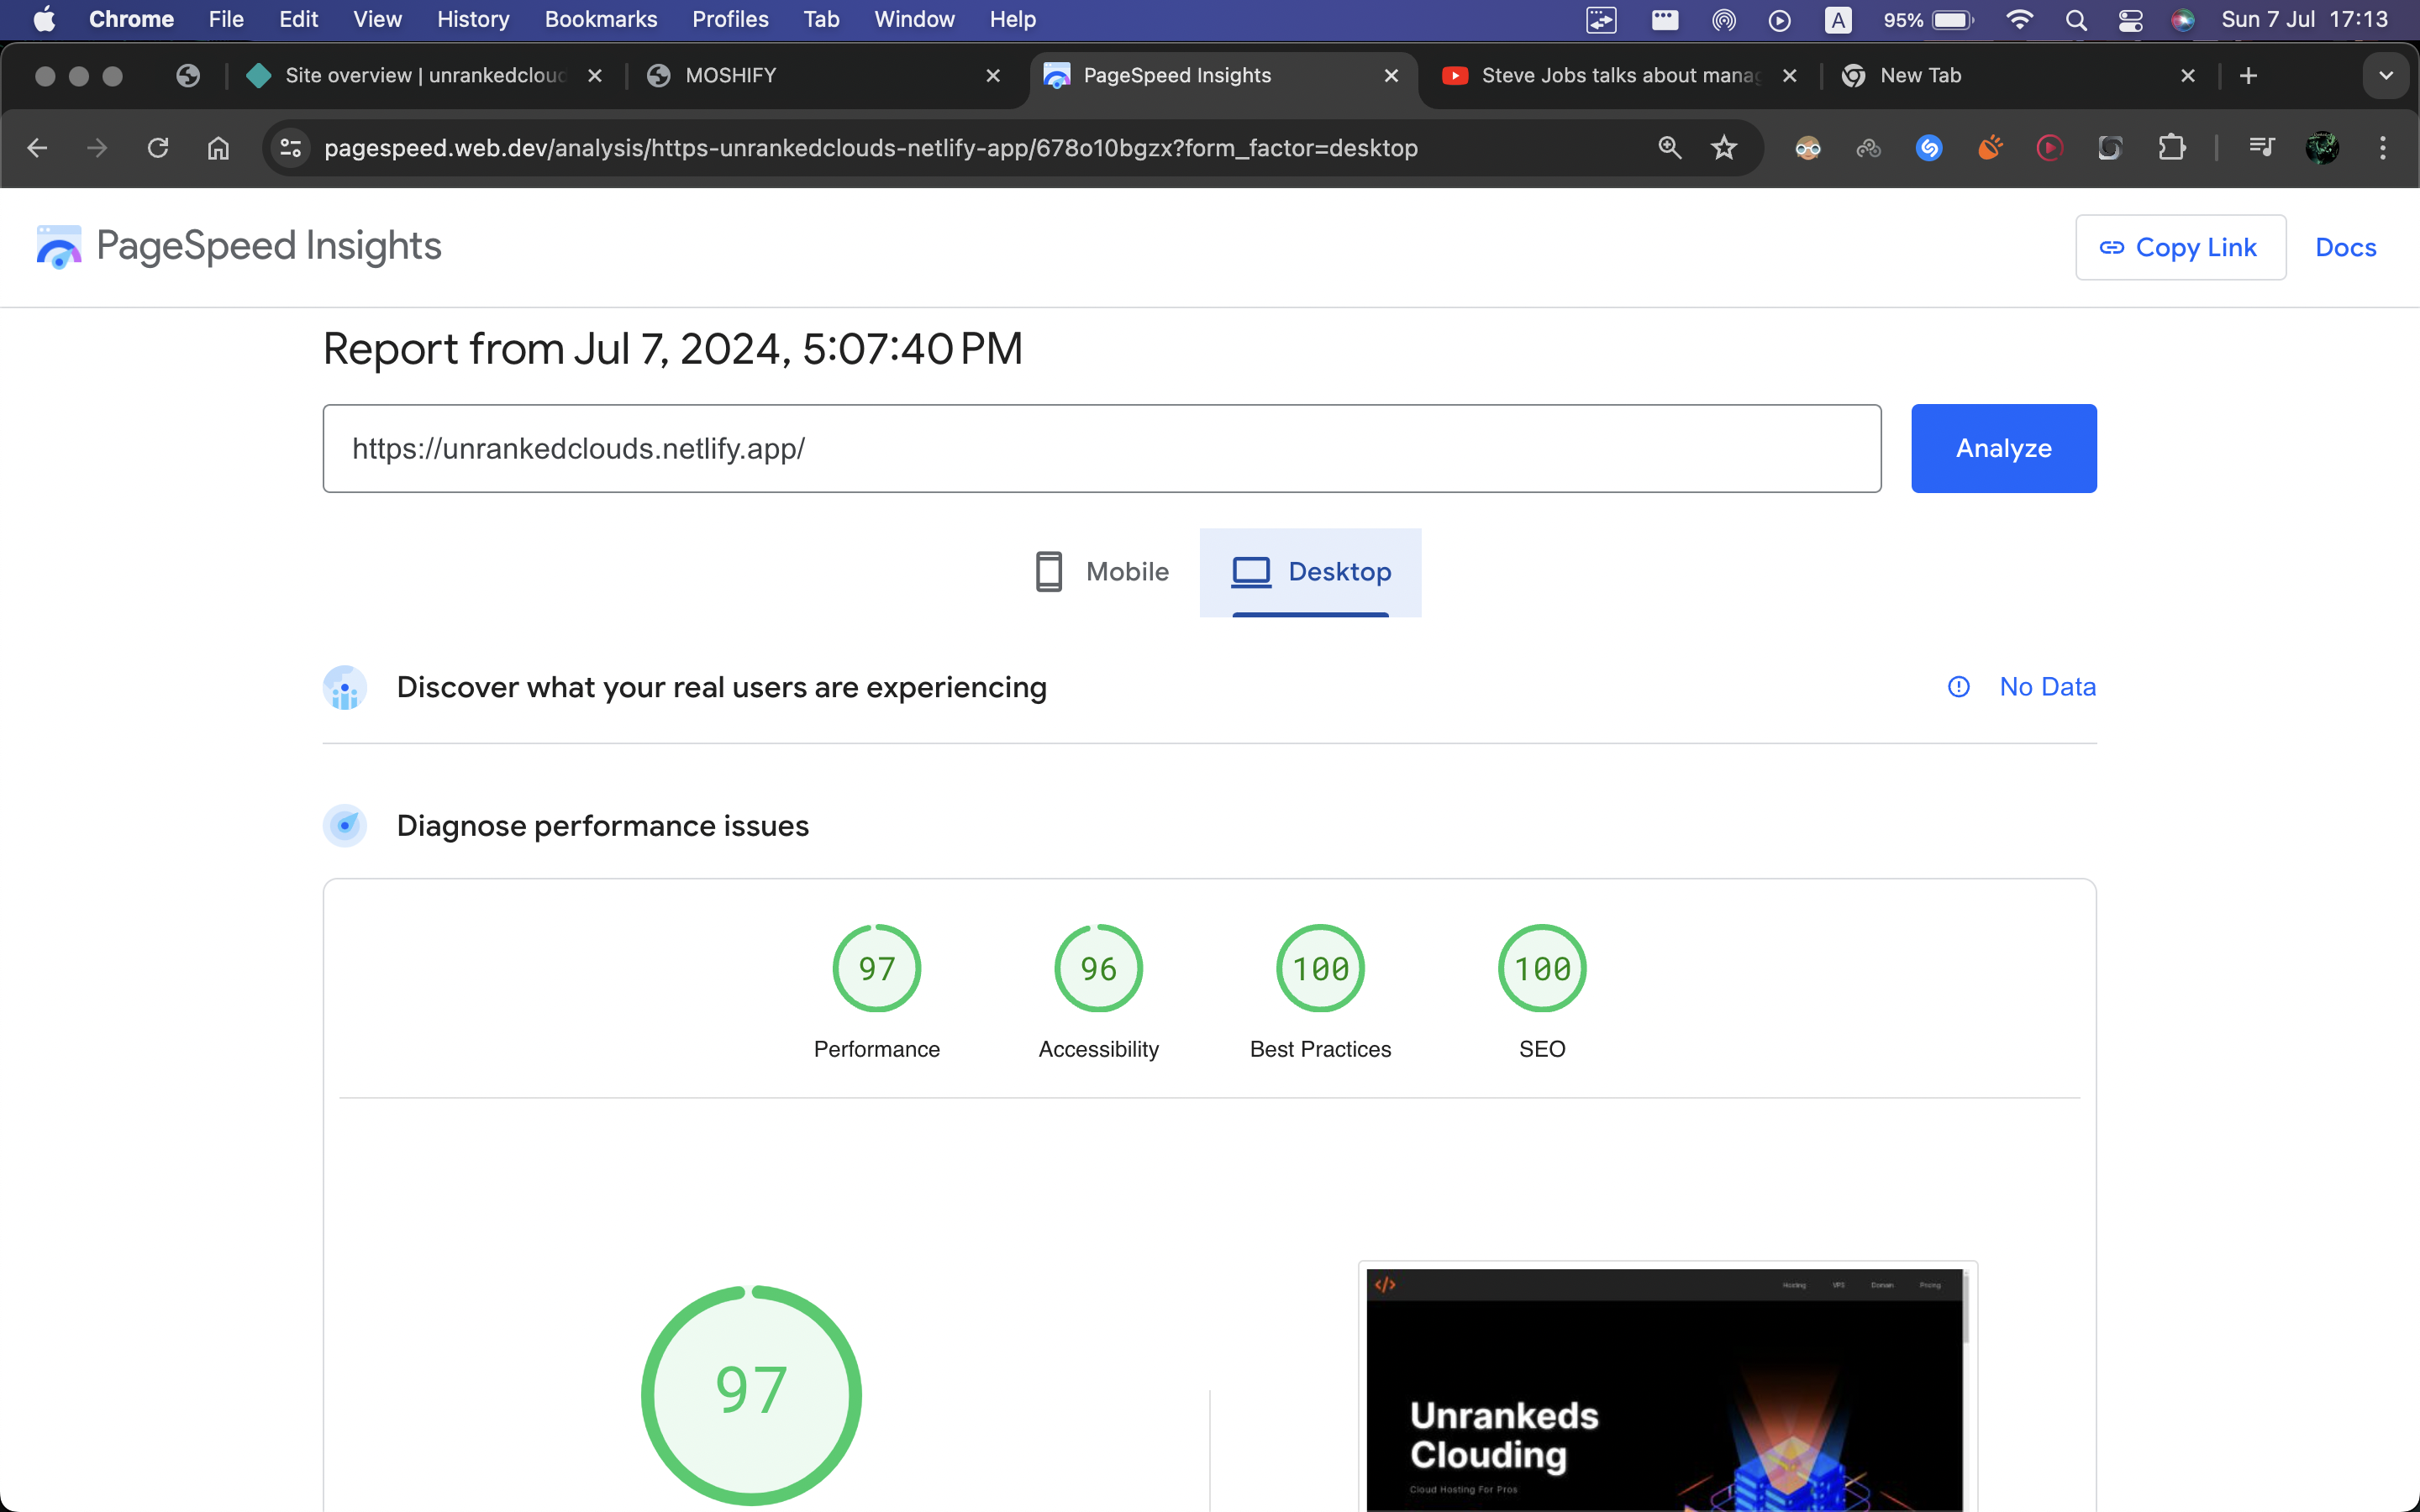 Chrome File Edit View History Bookmarks Profiles Tab Window Help A 95% Sun 7 Jul 17:13
Site overview | unrankedcloud MOSHIFY PageSpeed Insights Steve Jobs talks about manag New Tab
pagespeed.web.dev/analysis/https-unrankedclouds-netlify-app/678o10bgzx?form_factor=desktop
PageSpeed Insights Copy Link Docs
Report from Jul 7, 2024, 5:07:40 PM
https://unrankedclouds.netlify.app/ Analyze
Mobile Desktop
Discover what your real users are experiencing No Data
Diagnose performance issues
97 96 100 100
Performance Accessibility Best Practices SEO
Hosting VPS Domain Pricing
97
Unrankeds
Clouding
Cloud Hosting For Pros